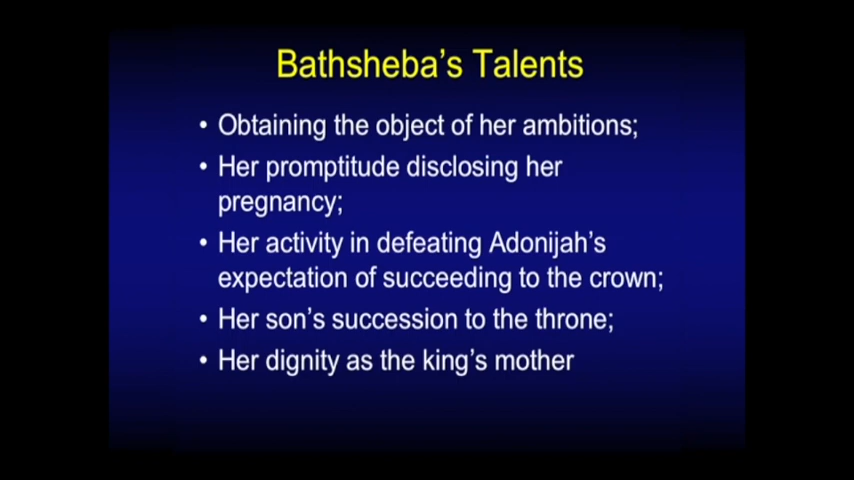 Bathsheba's Talents
• Obtaining the object of her ambitions;
• Her promptitude disclosing her
pregnancy;
• Her activity in defeating Adonijah's
expectation of succeeding to the crown;
• Her son's succession to the throne;
• Her dignity as the king's mother